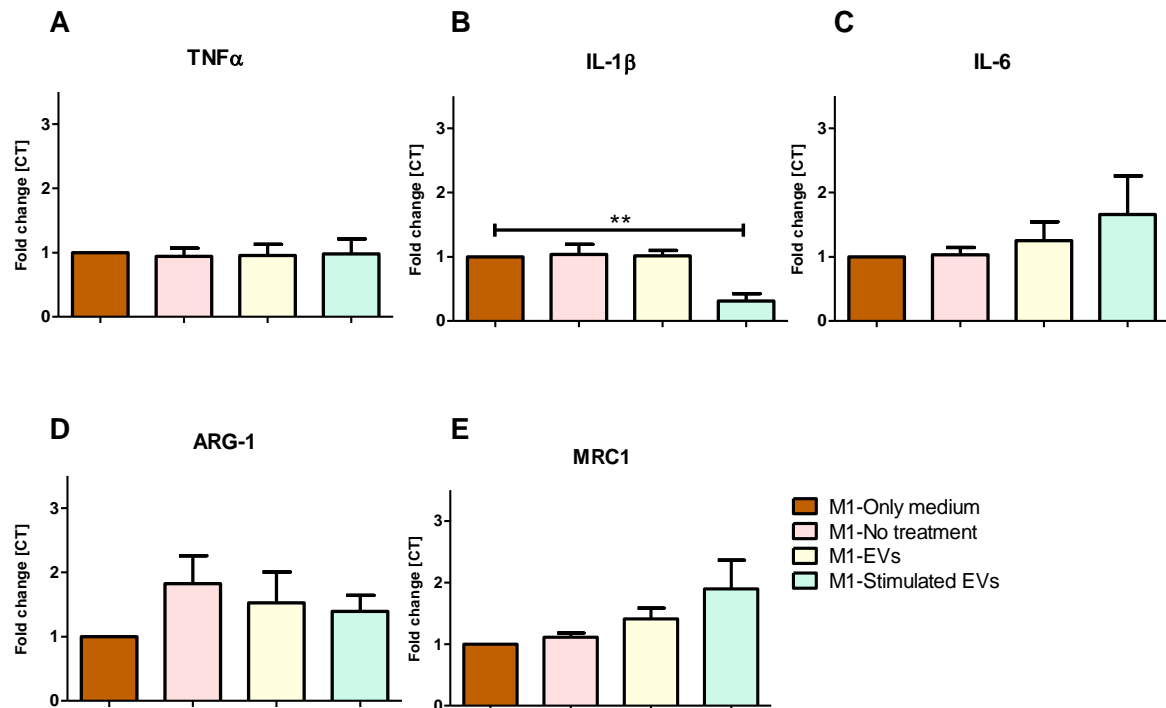 A
TNFα
Fold change [CT]
3
2
1
0
B
IL-1β
Fold change [CT]
3
2
1
0
**
C
IL-6
Fold change [CT]
3
2
1
0
D
ARG-1
Fold change [CT]
3
2
1
0
E
MRC1
Fold change [CT]
3
2
1
0
M1-Only medium
M1-No treatment
M1-EVs
M1-Stimulated EVs